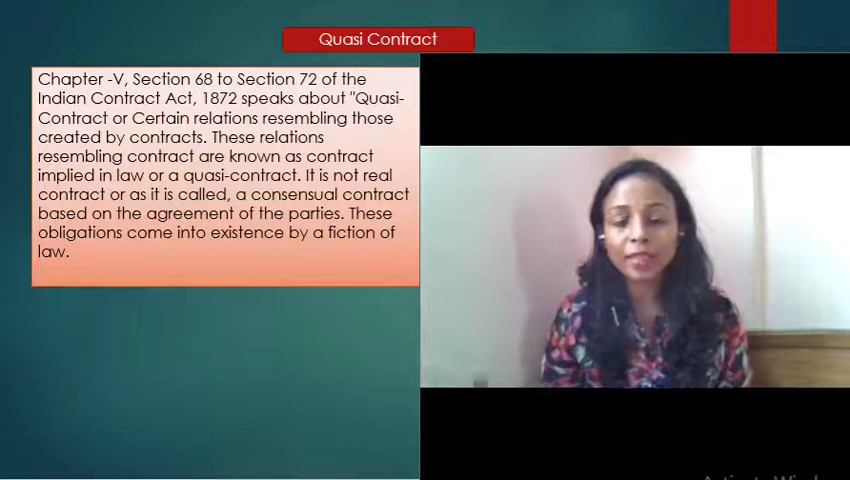 Quasi Contract
Chapter -V, Section 68 to Section 72 of the
Indian Contract Act, 1872 speaks about "Quasi-
Contract or Certain relations resembling those
created by contracts. These relations
resembling contract are known as contract
implied in law or a quasi-contract. It is not real
contract or as it is called, a consensual contract
based on the agreement of the parties. These
obligations come into existence by a fiction of
law.